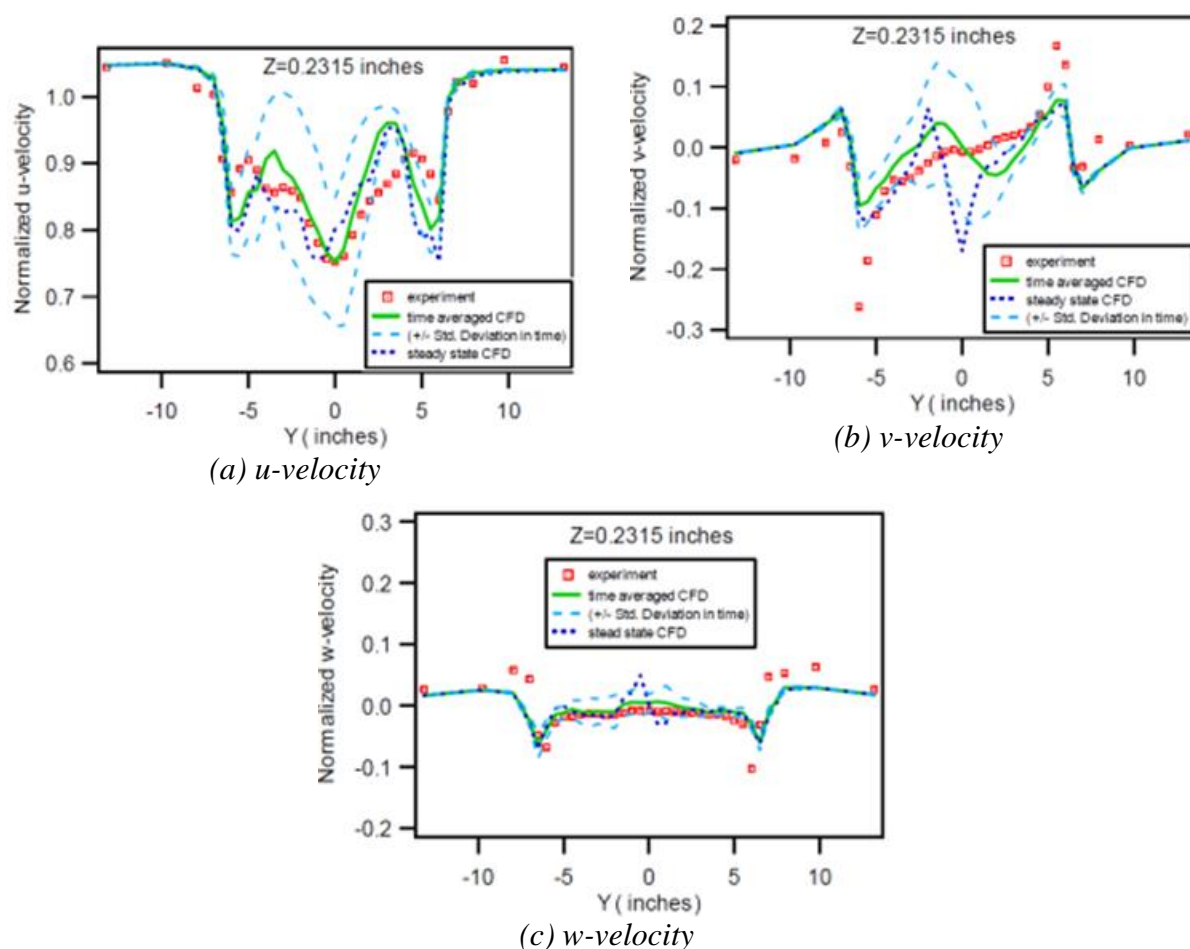 Z=0.2315 inches
Normalized u-velocity
1.0
0.9
0.8
0.7
0.6
experiment
time averaged CFD
(+/- Std. Deviation in time)
steady state CFD
-10 -5 0 5 10
Y ( inches)
(a) u-velocity
Z=0.2315 inches
Normalized v-velocity
0.2
0.1
0.0
-0.1
-0.2
-0.3
experiment
time averaged CFD
(+/- Std. Deviation in time)
steady state CFD
-10 -5 0 5 10
Y ( inches)
(b) v-velocity
Z=0.2315 inches
Normalized w-velocity
0.3
0.2
0.1
0.0
-0.1
-0.2
experiment
time averaged CFD
(+/- Std. Deviation in time)
stead state CFD
-10 -5 0 5 10
Y ( inches)
(c) w-velocity